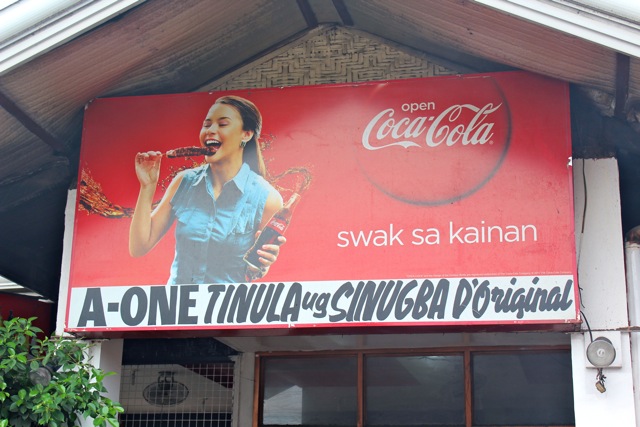 open
Coca-Cola
swak sa kainan
A-ONE TINULA ug SINUGBA D'Original